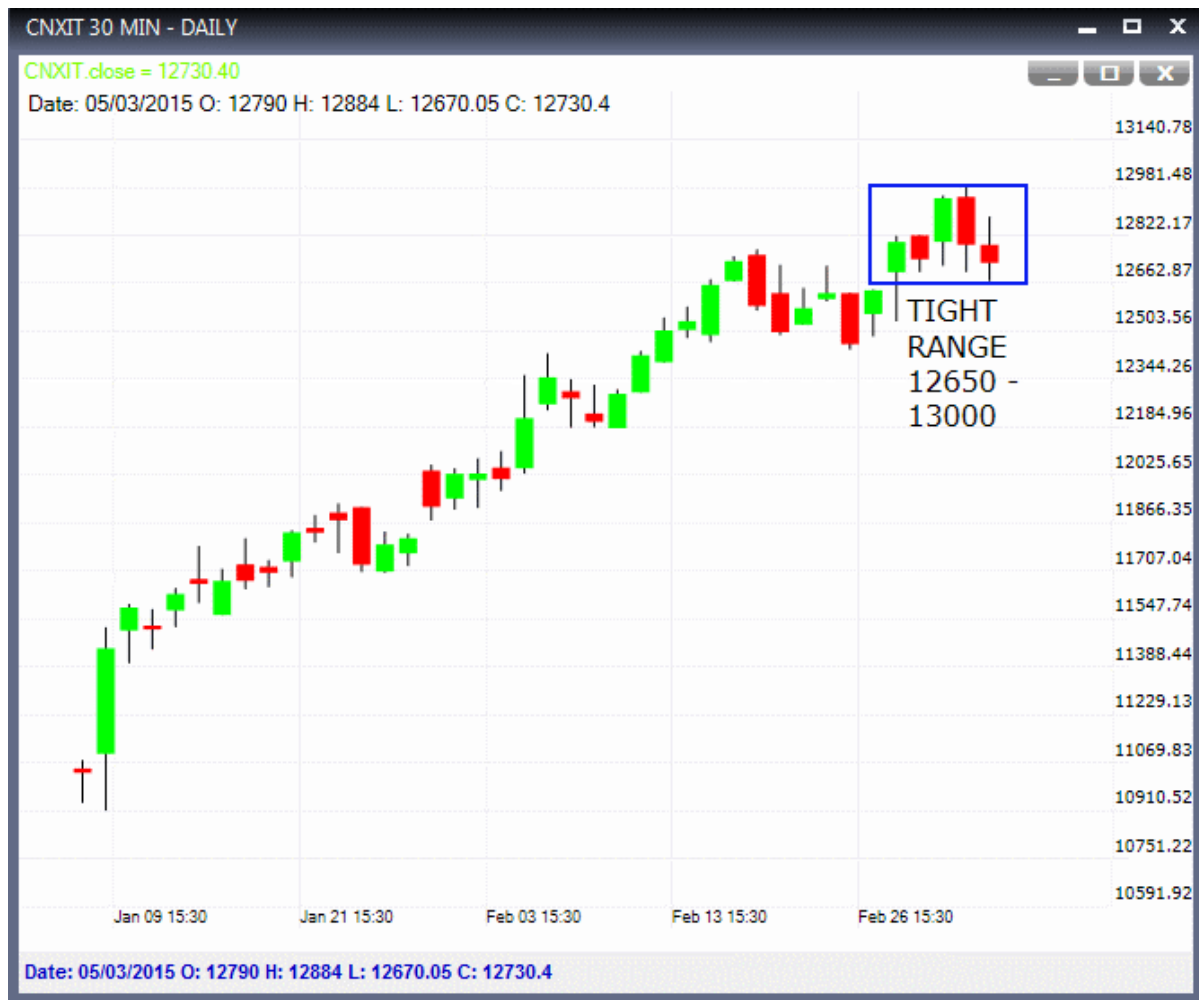 CNXIT 30 MIN - DAILY
CNXIT.close = 12730.40
Date: 05/03/2015 O: 12790 H: 12884 L: 12670.05 C: 12730.4
13140.78
12981.48
12822.17
12662.87
12503.56
12344.26
12184.96
12025.65
11866.35
11707.04
11547.74
11388.44
11229.13
11069.83
10910.52
10751.22
10591.92
TIGHT
RANGE
12650 -
13000
Jan 09 15:30 Jan 21 15:30 Feb 03 15:30 Feb 13 15:30 Feb 26 15:30
Date: 05/03/2015 O: 12790 H: 12884 L: 12670.05 C: 12730.4